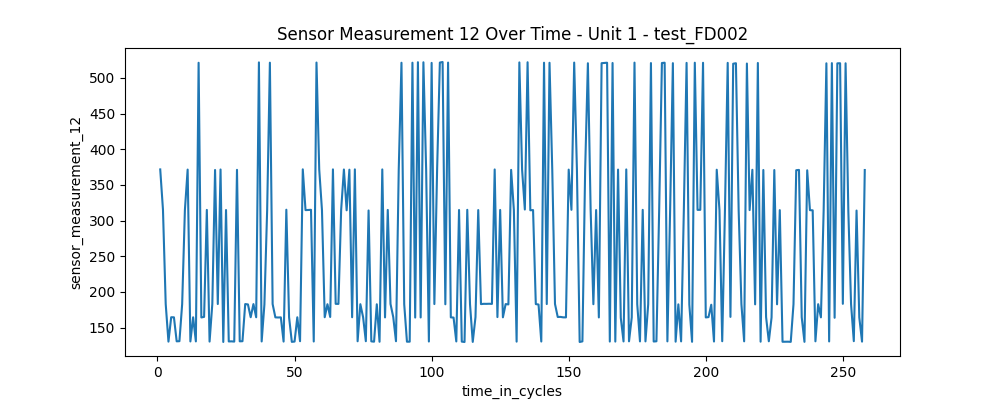 Sensor Measurement 12 Over Time - Unit 1 - test_FD002
500
450
400
350
300
250
200
150
sensor_measurement_12
0 50 100 150 200 250
time_in_cycles